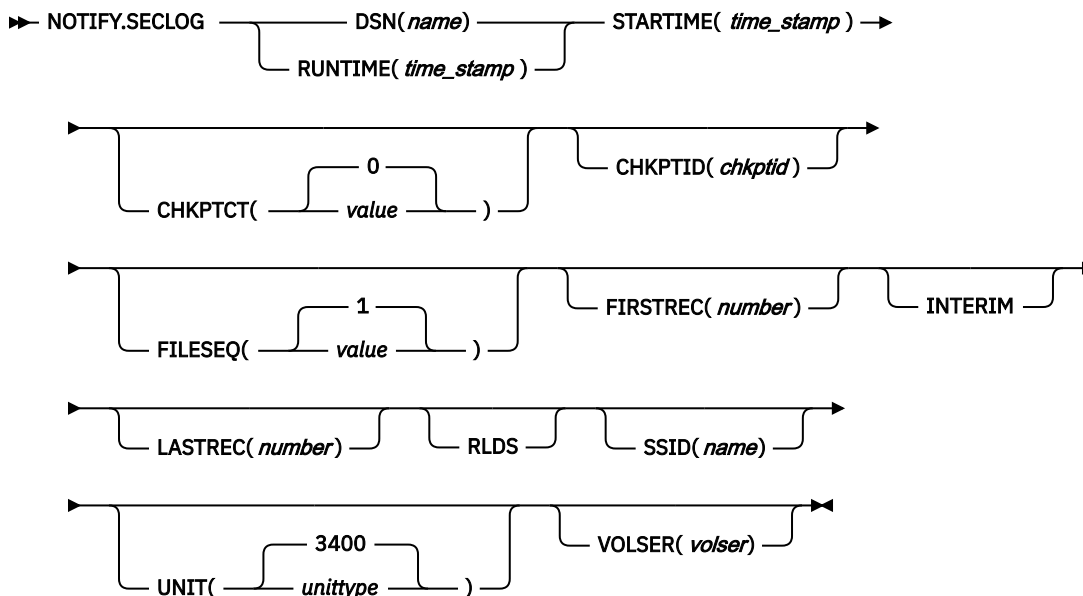 NOTIFY.SECLOG DSN(name) STARTIME( time_stamp )
RUNTIME( time_stamp )
0
CHKPTCT( value ) CHKPTID( chkptid )
1
FILESEQ( value ) FIRSTREC( number ) INTERIM
LASTREC( number ) RLDS SSID( name )
3400
UNIT( unittype ) VOLSER( volser )